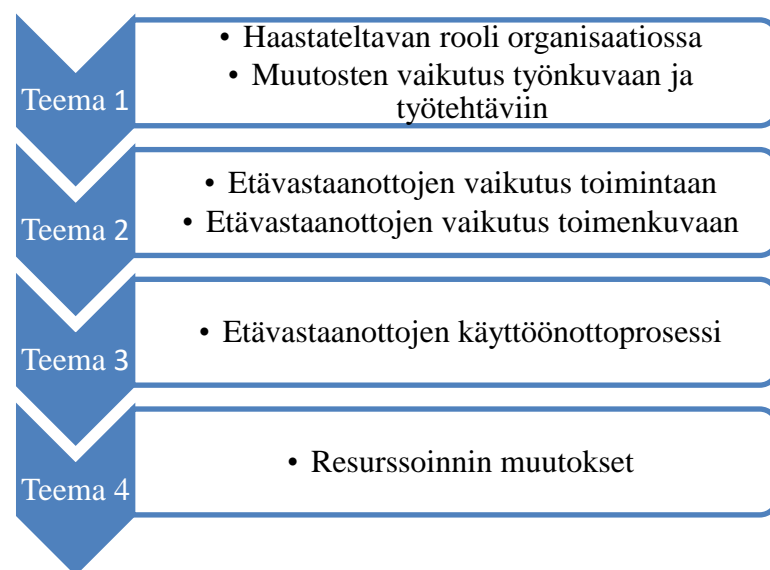 Teema 1
• Haastateltavan rooli organisaatiossa
• Muutosten vaikutus työnkuvaan ja
työtehtäviin
Teema 2
• Etävastaanottojen vaikutus toimintaan
• Etävastaanottojen vaikutus toimenkuvaan
Teema 3
• Etävastaanottojen käyttöönottoprosessi
Teema 4
• Resurssoinnin muutokset